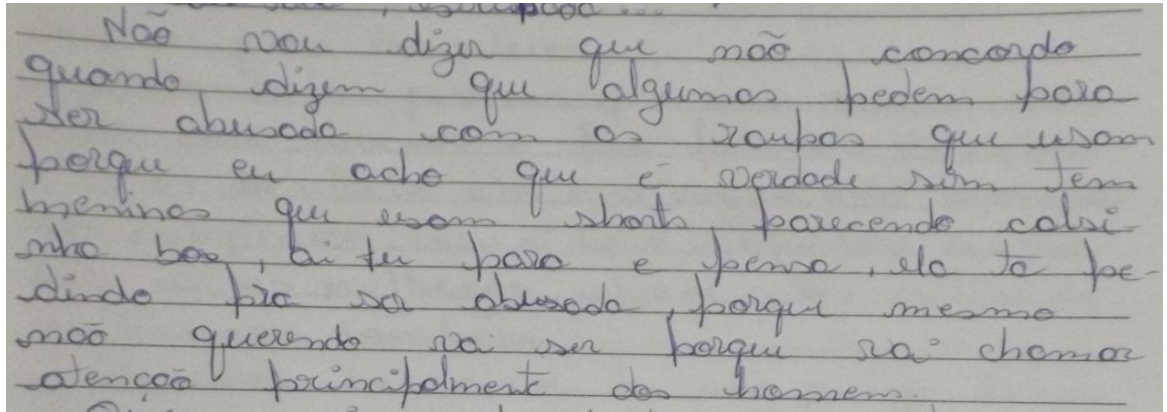 Não vou dizer que não concordo
quando dizem que algumas pedem para
ser abusada com as roupas que usam
porque eu acho que é verdade sim tem
meninas que usam short parecendo calsi-
nha boa, ai tu para e pensa, ela ta pe-
dindo pra ser abusada, porque mesmo
não querendo vai ser porque vai chamar
atenção principalmente dos homem.